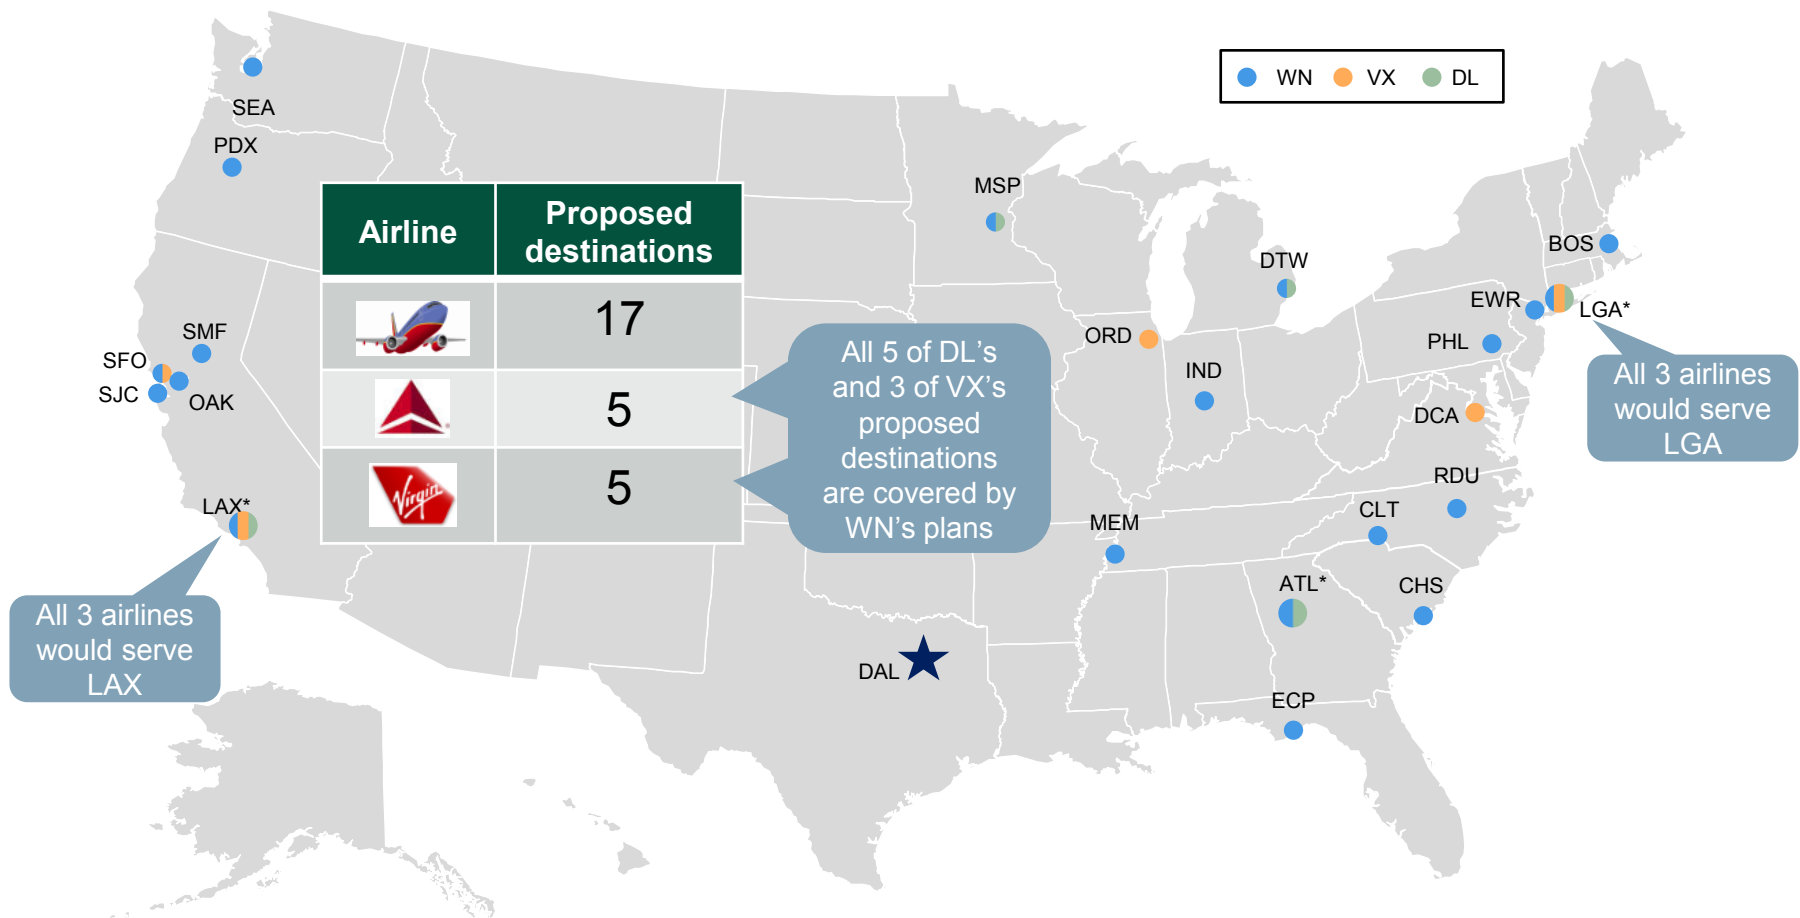 WN VX DL
SEA
PDX
MSP
BOS
DTW
EWR
LGA*
PHL
ORD
IND
DCA
RDU
CLT
MEM
ATL*
CHS
ECP
DAL
SMF
SFO
SJC
OAK
LAX*
Airline
Proposed
destinations
17
5
Virgin
5
All 5 of DL’s
and 3 of VX’s
proposed
destinations
are covered by
WN’s plans
All 3 airlines
would serve
LGA
All 3 airlines
would serve
LAX